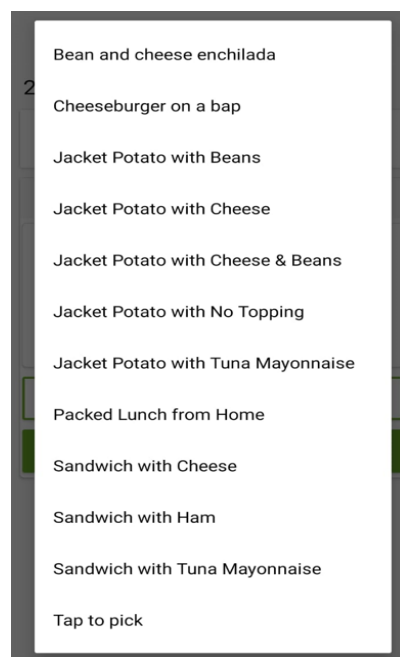 2
Bean and cheese enchilada
Cheeseburger on a bap
Jacket Potato with Beans
Jacket Potato with Cheese
Jacket Potato with Cheese & Beans
Jacket Potato with No Topping
Jacket Potato with Tuna Mayonnaise
Packed Lunch from Home
Sandwich with Cheese
Sandwich with Ham
Sandwich with Tuna Mayonnaise
Tap to pick